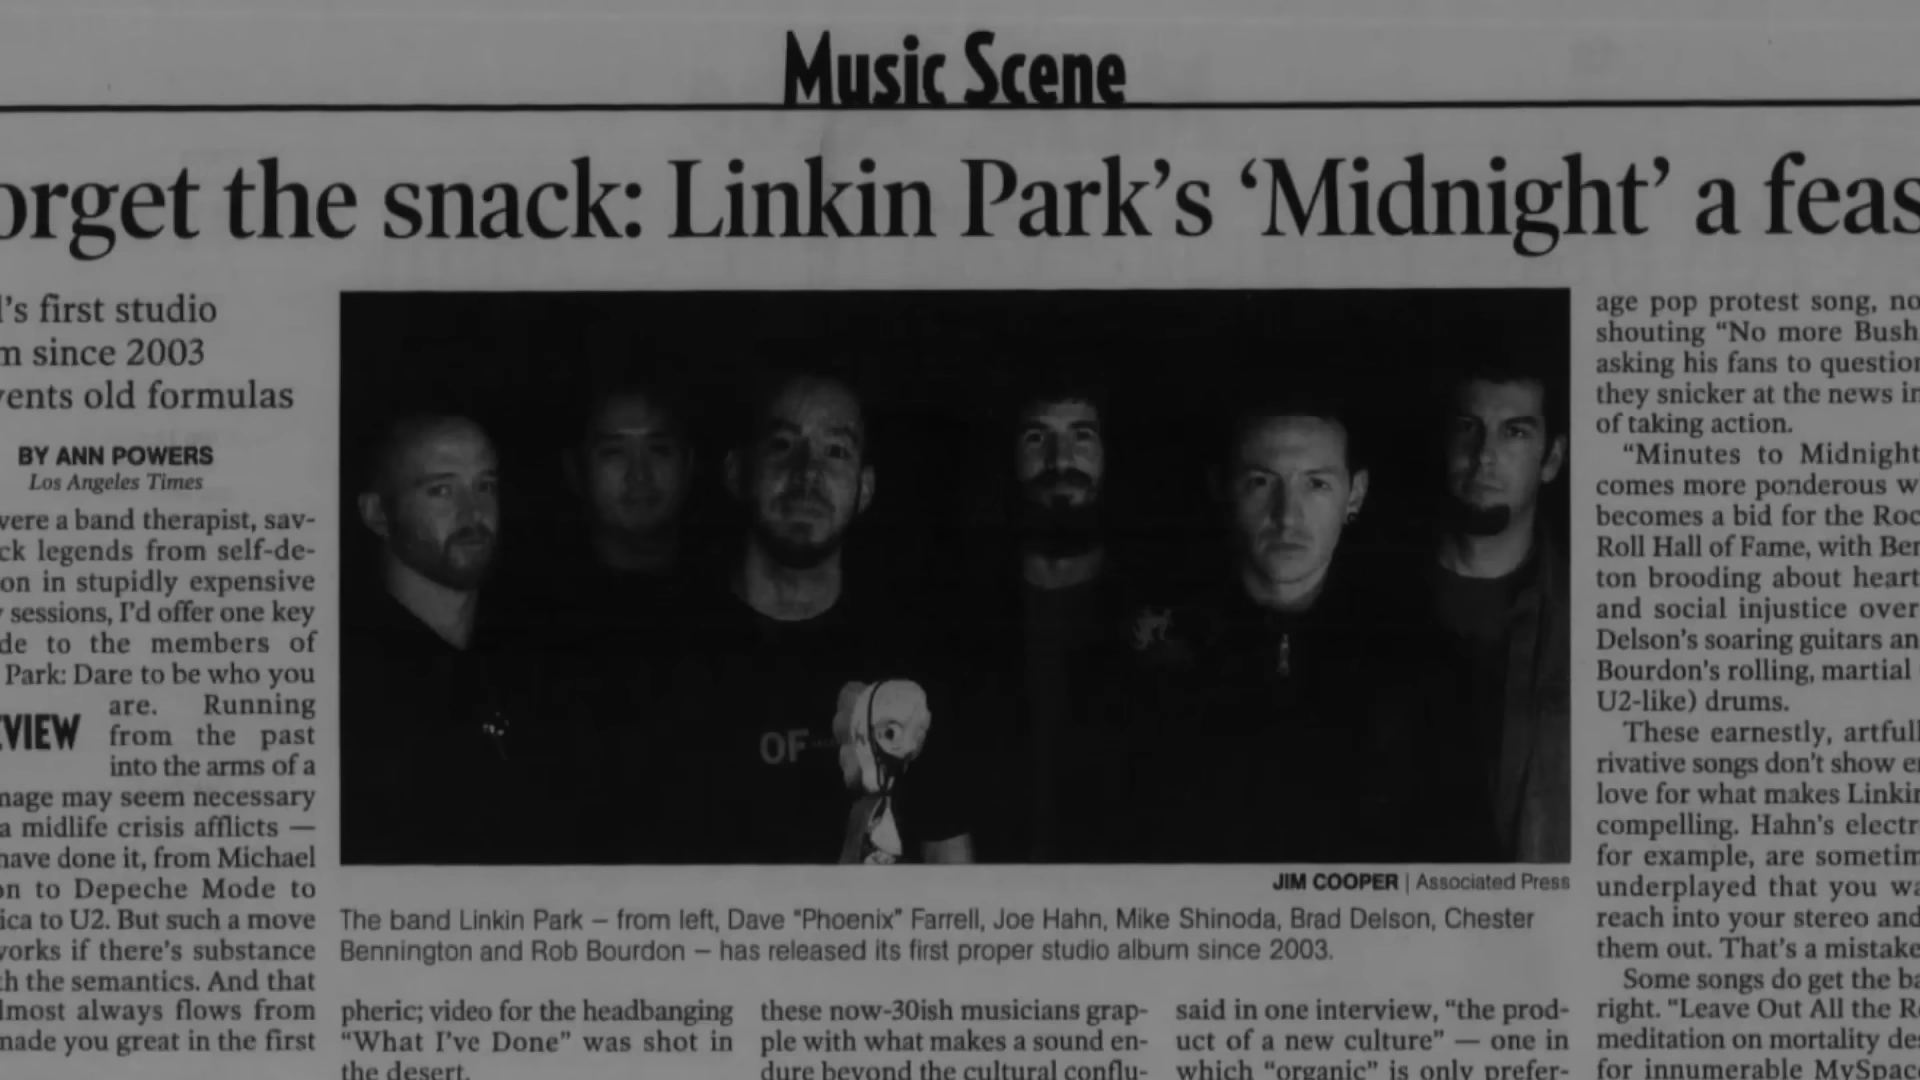 Music Scene
orget the snack: Linkin Park's 'Midnight' a feas
l's first studio
m since 2003
vents old formulas
BY ANN POWERS
Los Angeles Times
were a band therapist, sav-
ck legends from self-de-
on in stupidly expensive
y sessions, I'd offer one key
de to the members of
Park: Dare to be who you
are. Running
from the past
into the arms of a
EVIEW
mage may seem necessary
a midlife crisis afflicts —
have done it, from Michael
on to Depeche Mode to
ica to U2. But such a move
works if there's substance
th the semantics. And that
lmost always flows from
made you great in the first
OF
JIM COOPER | Associated Press
The band Linkin Park – from left, Dave "Phoenix" Farrell, Joe Hahn, Mike Shinoda, Brad Delson, Chester
Bennington and Rob Bourdon – has released its first proper studio album since 2003.
pheric; video for the headbanging
"What I've Done" was shot in
the desert.
these now-30ish musicians grap-
ple with what makes a sound en-
dure beyond the cultural conflu-
said in one interview, "the prod-
uct of a new culture" — one in
which "organic" is only prefer-
age pop protest song, no
shouting "No more Bush
asking his fans to question
they snicker at the news in
of taking action.
"Minutes to Midnight
comes more ponderous w
becomes a bid for the Roc
Roll Hall of Fame, with Ben
ton brooding about heart
and social injustice over
Delson's soaring guitars an
Bourdon's rolling, martial
U2-like) drums.
These earnestly, artfull
rivative songs don't show e
love for what makes Linkin
compelling. Hahn's electr
for example, are sometim
underplayed that you wa
reach into your stereo and
them out. That's a mistake
Some songs do get the ba
right. "Leave Out All the R
meditation on mortality des
for innumerable MySpac